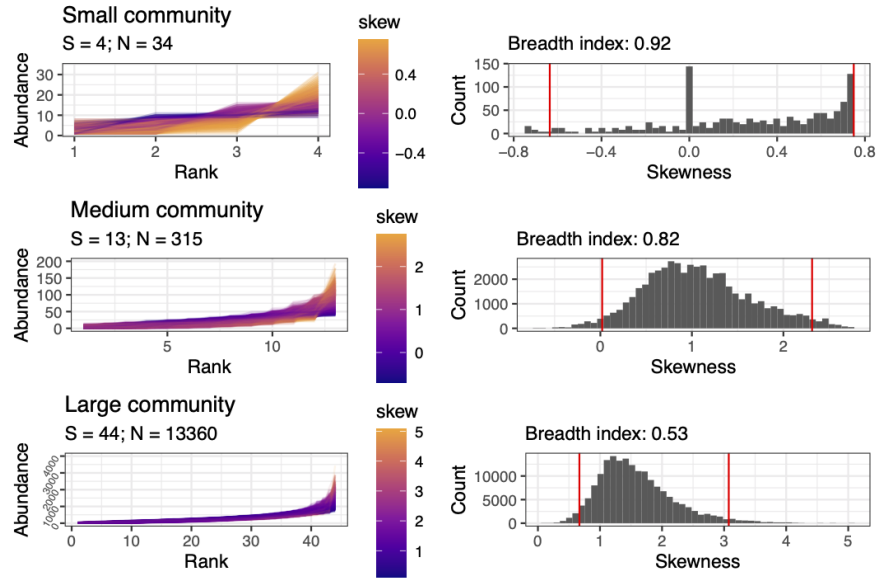 Small community
S = 4; N = 34
Abundance
30
20
10
0
1
2
3
4
Rank
skew
0.4
0.0
−0.4
Breadth index: 0.92
Count
150
100
50
0
−0.8
−0.4
0.0
0.4
0.8
Skewness
Medium community
S = 13; N = 315
Abundance
200
150
100
50
0
5
10
Rank
skew
2
1
0
Breadth index: 0.82
Count
2000
1000
0
0
1
2
Skewness
Large community
S = 44; N = 13360
Abundance
4000
3000
2000
1000
0
0
10
20
30
40
Rank
skew
5
4
3
2
1
Breadth index: 0.53
Count
10000
5000
0
0
1
2
3
4
5
Skewness